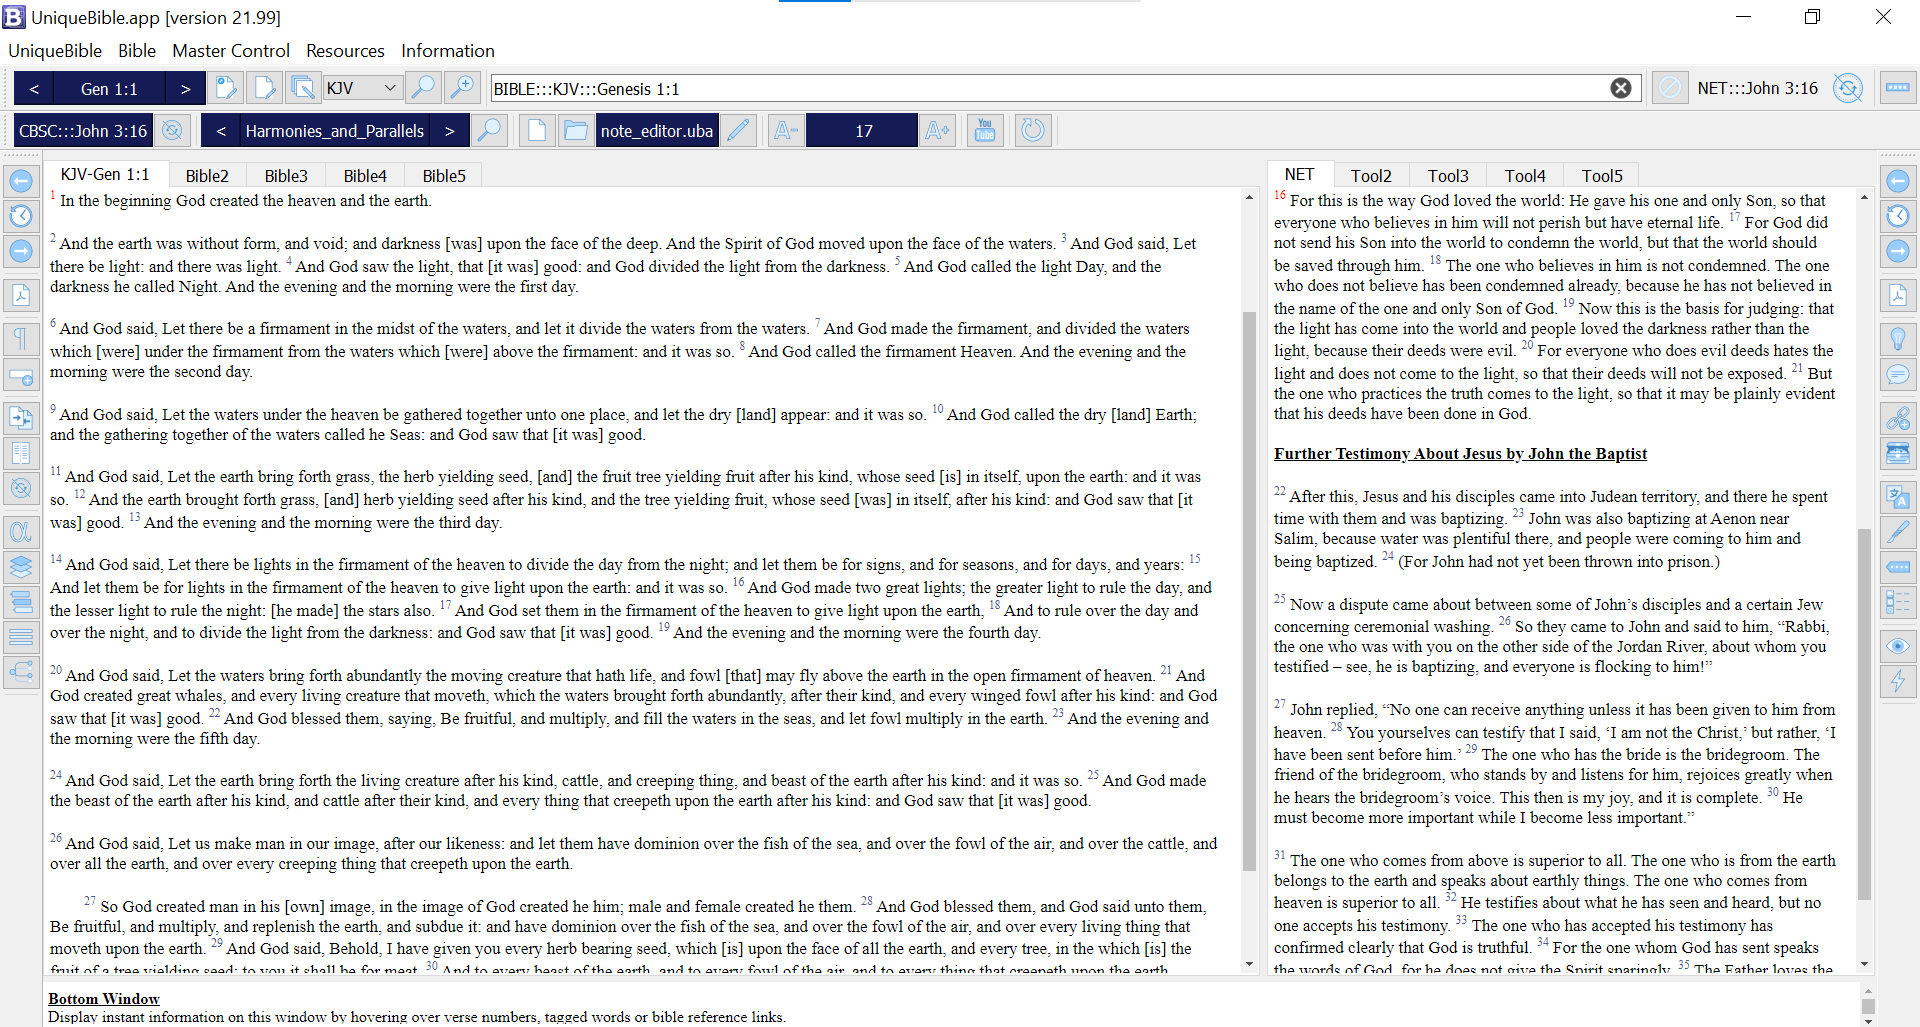 UniqueBible.app [version 21.99]
UniqueBible Bible Master Control Resources Information
< Gen 1:1 > KJV BIBLE:::KJV:::Genesis 1:1 NET:::John 3:16
CBSC:::John 3:16 < Harmonies_and_Parallels > note_editor.uba A- 17 A+ You Tube
KJV-Gen 1:1 Bible2 Bible3 Bible4 Bible5
1 In the beginning God created the heaven and the earth.
2 And the earth was without form, and void; and darkness [was] upon the face of the deep. And the Spirit of God moved upon the face of the waters. 3 And God said, Let
there be light: and there was light. 4 And God saw the light, that [it was] good: and God divided the light from the darkness. 5 And God called the light Day, and the
darkness he called Night. And the evening and the morning were the first day.
6 And God said, Let there be a firmament in the midst of the waters, and let it divide the waters from the waters. 7 And God made the firmament, and divided the waters
which [were] under the firmament from the waters which [were] above the firmament: and it was so. 8 And God called the firmament Heaven. And the evening and the
morning were the second day.
9 And God said, Let the waters under the heaven be gathered together unto one place, and let the dry [land] appear: and it was so. 10 And God called the dry [land] Earth;
and the gathering together of the waters called he Seas: and God saw that [it was] good.
11 And God said, Let the earth bring forth grass, the herb yielding seed, [and] the fruit tree yielding fruit after his kind, whose seed [is] in itself, upon the earth: and it was
so. 12 And the earth brought forth grass, [and] herb yielding seed after his kind, and the tree yielding fruit, whose seed [was] in itself, after his kind: and God saw that [it
was] good. 13 And the evening and the morning were the third day.
14 And God said, Let there be lights in the firmament of the heaven to divide the day from the night; and let them be for signs, and for seasons, and for days, and years: 15
And let them be for lights in the firmament of the heaven to give light upon the earth: and it was so. 16 And God made two great lights; the greater light to rule the day, and
the lesser light to rule the night: [he made] the stars also. 17 And God set them in the firmament of the heaven to give light upon the earth, 18 And to rule over the day and
over the night, and to divide the light from the darkness: and God saw that [it was] good. 19 And the evening and the morning were the fourth day.
20 And God said, Let the waters bring forth abundantly the moving creature that hath life, and fowl [that] may fly above the earth in the open firmament of heaven. 21 And
God created great whales, and every living creature that moveth, which the waters brought forth abundantly, after their kind, and every winged fowl after his kind: and God
saw that [it was] good. 22 And God blessed them, saying, Be fruitful, and multiply, and fill the waters in the seas, and let fowl multiply in the earth. 23 And the evening and
the morning were the fifth day.
24 And God said, Let the earth bring forth the living creature after his kind, cattle, and creeping thing, and beast of the earth after his kind: and it was so. 25 And God made
the beast of the earth after his kind, and cattle after their kind, and every thing that creepeth upon the earth after his kind: and God saw that [it was] good.
26 And God said, Let us make man in our image, after our likeness: and let them have dominion over the fish of the sea, and over the fowl of the air, and over the cattle, and
over all the earth, and over every creeping thing that creepeth upon the earth.
27 So God created man in his [own] image, in the image of God created he him; male and female created he them. 28 And God blessed them, and God said unto them,
Be fruitful, and multiply, and replenish the earth, and subdue it: and have dominion over the fish of the sea, and over the fowl of the air, and over every living thing that
moveth upon the earth. 29 And God said, Behold, I have given you every herb bearing seed, which [is] upon the face of all the earth, and every tree, in the which [is] the
fruit of a tree yielding seed; to you it shall be for meat. 30 And to every beast of the earth, and to every fowl of the air, and to every thing that creepeth upon the earth,
NET Tool2 Tool3 Tool4 Tool5
16 For this is the way God loved the world: He gave his one and only Son, so that
everyone who believes in him will not perish but have eternal life. 17 For God did
not send his Son into the world to condemn the world, but that the world should
be saved through him. 18 The one who believes in him is not condemned. The one
who does not believe has been condemned already, because he has not believed in
the name of the one and only Son of God. 19 Now this is the basis for judging: that
the light has come into the world and people loved the darkness rather than the
light, because their deeds were evil. 20 For everyone who does evil deeds hates the
light and does not come to the light, so that their deeds will not be exposed. 21 But
the one who practices the truth comes to the light, so that it may be plainly evident
that his deeds have been done in God.
Further Testimony About Jesus by John the Baptist
22 After this, Jesus and his disciples came into Judean territory, and there he spent
time with them and was baptizing. 23 John was also baptizing at Aenon near
Salim, because water was plentiful there, and people were coming to him and
being baptized. 24 (For John had not yet been thrown into prison.)
25 Now a dispute came about between some of John’s disciples and a certain Jew
concerning ceremonial washing. 26 So they came to John and said to him, “Rabbi,
the one who was with you on the other side of the Jordan River, about whom you
testified – see, he is baptizing, and everyone is flocking to him!”
27 John replied, “No one can receive anything unless it has been given to him from
heaven. 28 You yourselves can testify that I said, ‘I am not the Christ,’ but rather, ‘I
have been sent before him.’ 29 The one who has the bride is the bridegroom. The
friend of the bridegroom, who stands by and listens for him, rejoices greatly when
he hears the bridegroom’s voice. This then is my joy, and it is complete. 30 He
must become more important while I become less important.”
31 The one who comes from above is superior to all. The one who is from the earth
belongs to the earth and speaks about earthly things. The one who comes from
heaven is superior to all. 32 He testifies about what he has seen and heard, but no
one accepts his testimony. 33 The one who has accepted his testimony has
confirmed clearly that God is truthful. 34 For the one whom God has sent speaks
the words of God, for he does not give the Spirit sparingly. 35 The Father loves the
Bottom Window
Display instant information on this window by hovering over verse numbers, tagged words or bible reference links.